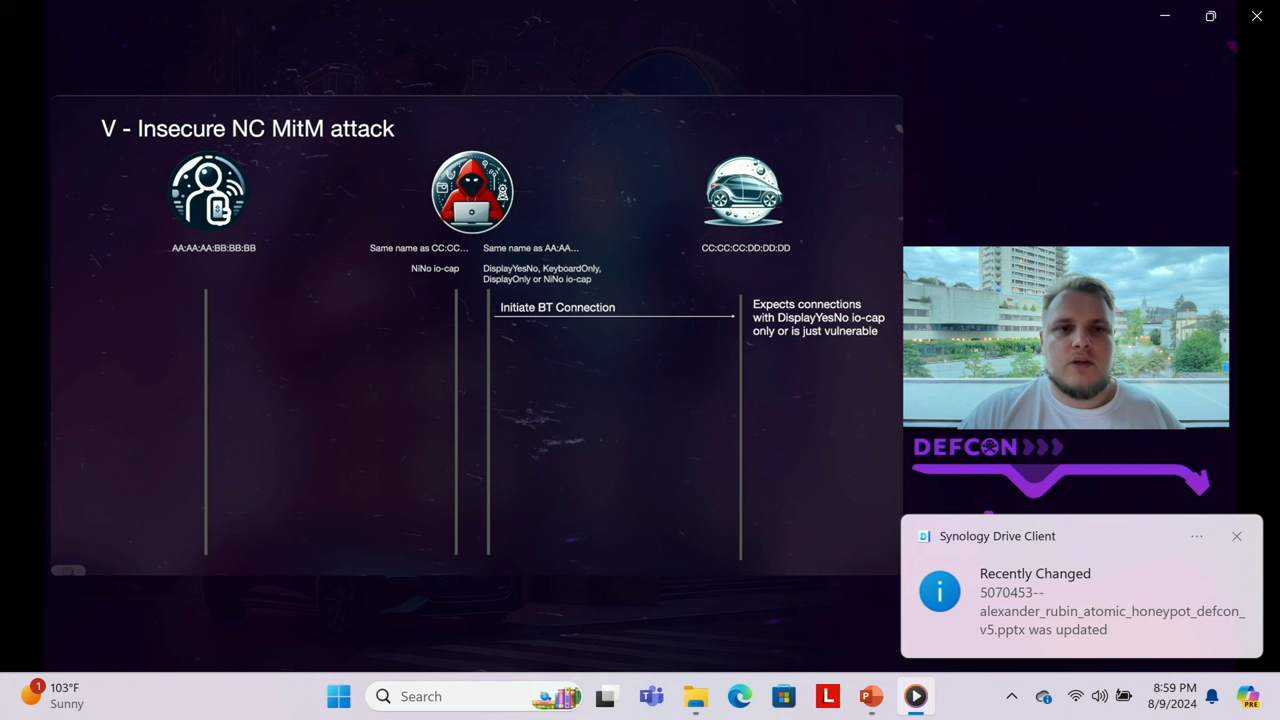 V - Insecure NC MitM attack
AA:AA:AA:BB:BB:BB
Same name as CC:CC...
Same name as AA:AA...
CC:CC:CC:DD:DD:DD
NiNo io-cap
DisplayYesNo, KeyboardOnly,
DisplayOnly or NiNo io-cap
Initiate BT Connection
Expects connections
with DisplayYesNo io-cap
only or is just vulnerable
DEFCON
Synology Drive Client
Recently Changed
5070453--
alexander_rubin_atomic_honeypot_defcon_
v5.pptx was updated
1
103°F
Sunny
Search
L
8:59 PM
8/9/2024
PRE